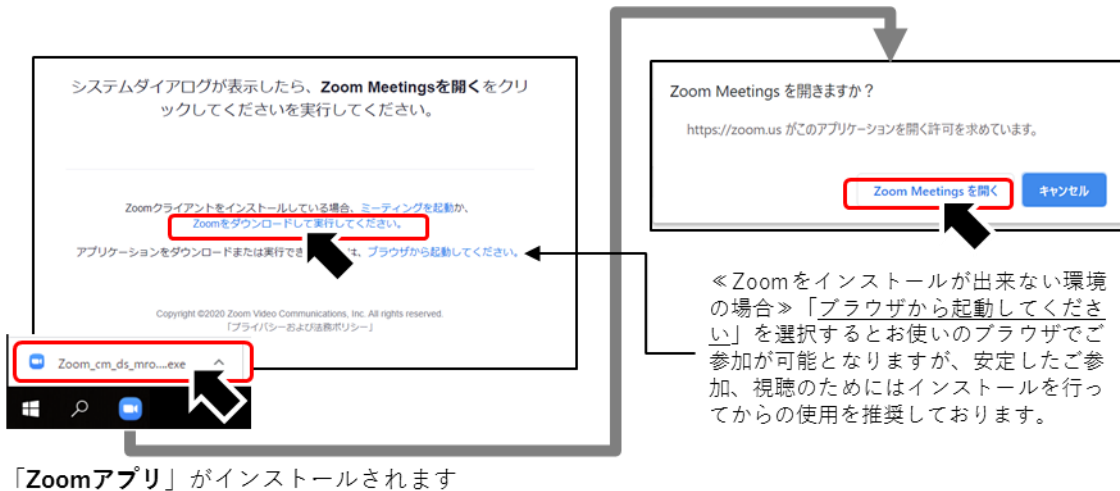 システムダイアログが表示したら、Zoom Meetingsを開くをクリ
ックしてくださいを実行してください。
Zoomクライアントをインストールしている場合、ミーティングを起動か、
Zoomをダウンロードして実行してください。
アプリケーションをダウンロードまたは実行でき は、ブラウザから起動してください。
Copyright ©2020 Zoom Video Communications, Inc. All rights reserved.
「プライバシーおよび法務ポリシー」
Zoom_cm_ds_mro....exe
「Zoomアプリ」がインストールされます
Zoom Meetings を開きますか？
https://zoom.us がこのアプリケーションを開く許可を求めています。
Zoom Meetings を開く
キャンセル
≪Zoomをインストールが出来ない環境
の場合≫「ブラウザから起動してくださ
い」を選択するとお使いのブラウザでご
参加が可能となりますが、安定したご参
加、視聴のためにはインストールを行っ
てからの使用を推奨しております。